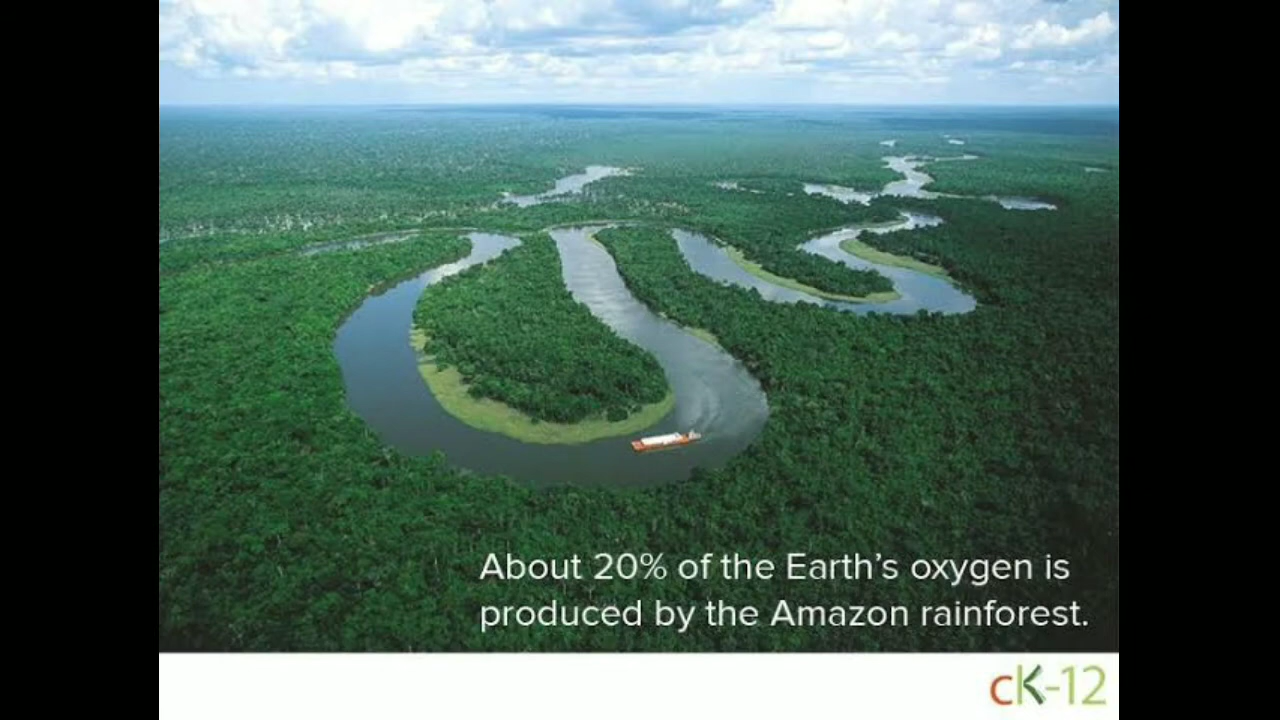 About 20% of the Earth's oxygen is
produced by the Amazon rainforest.
cK-12